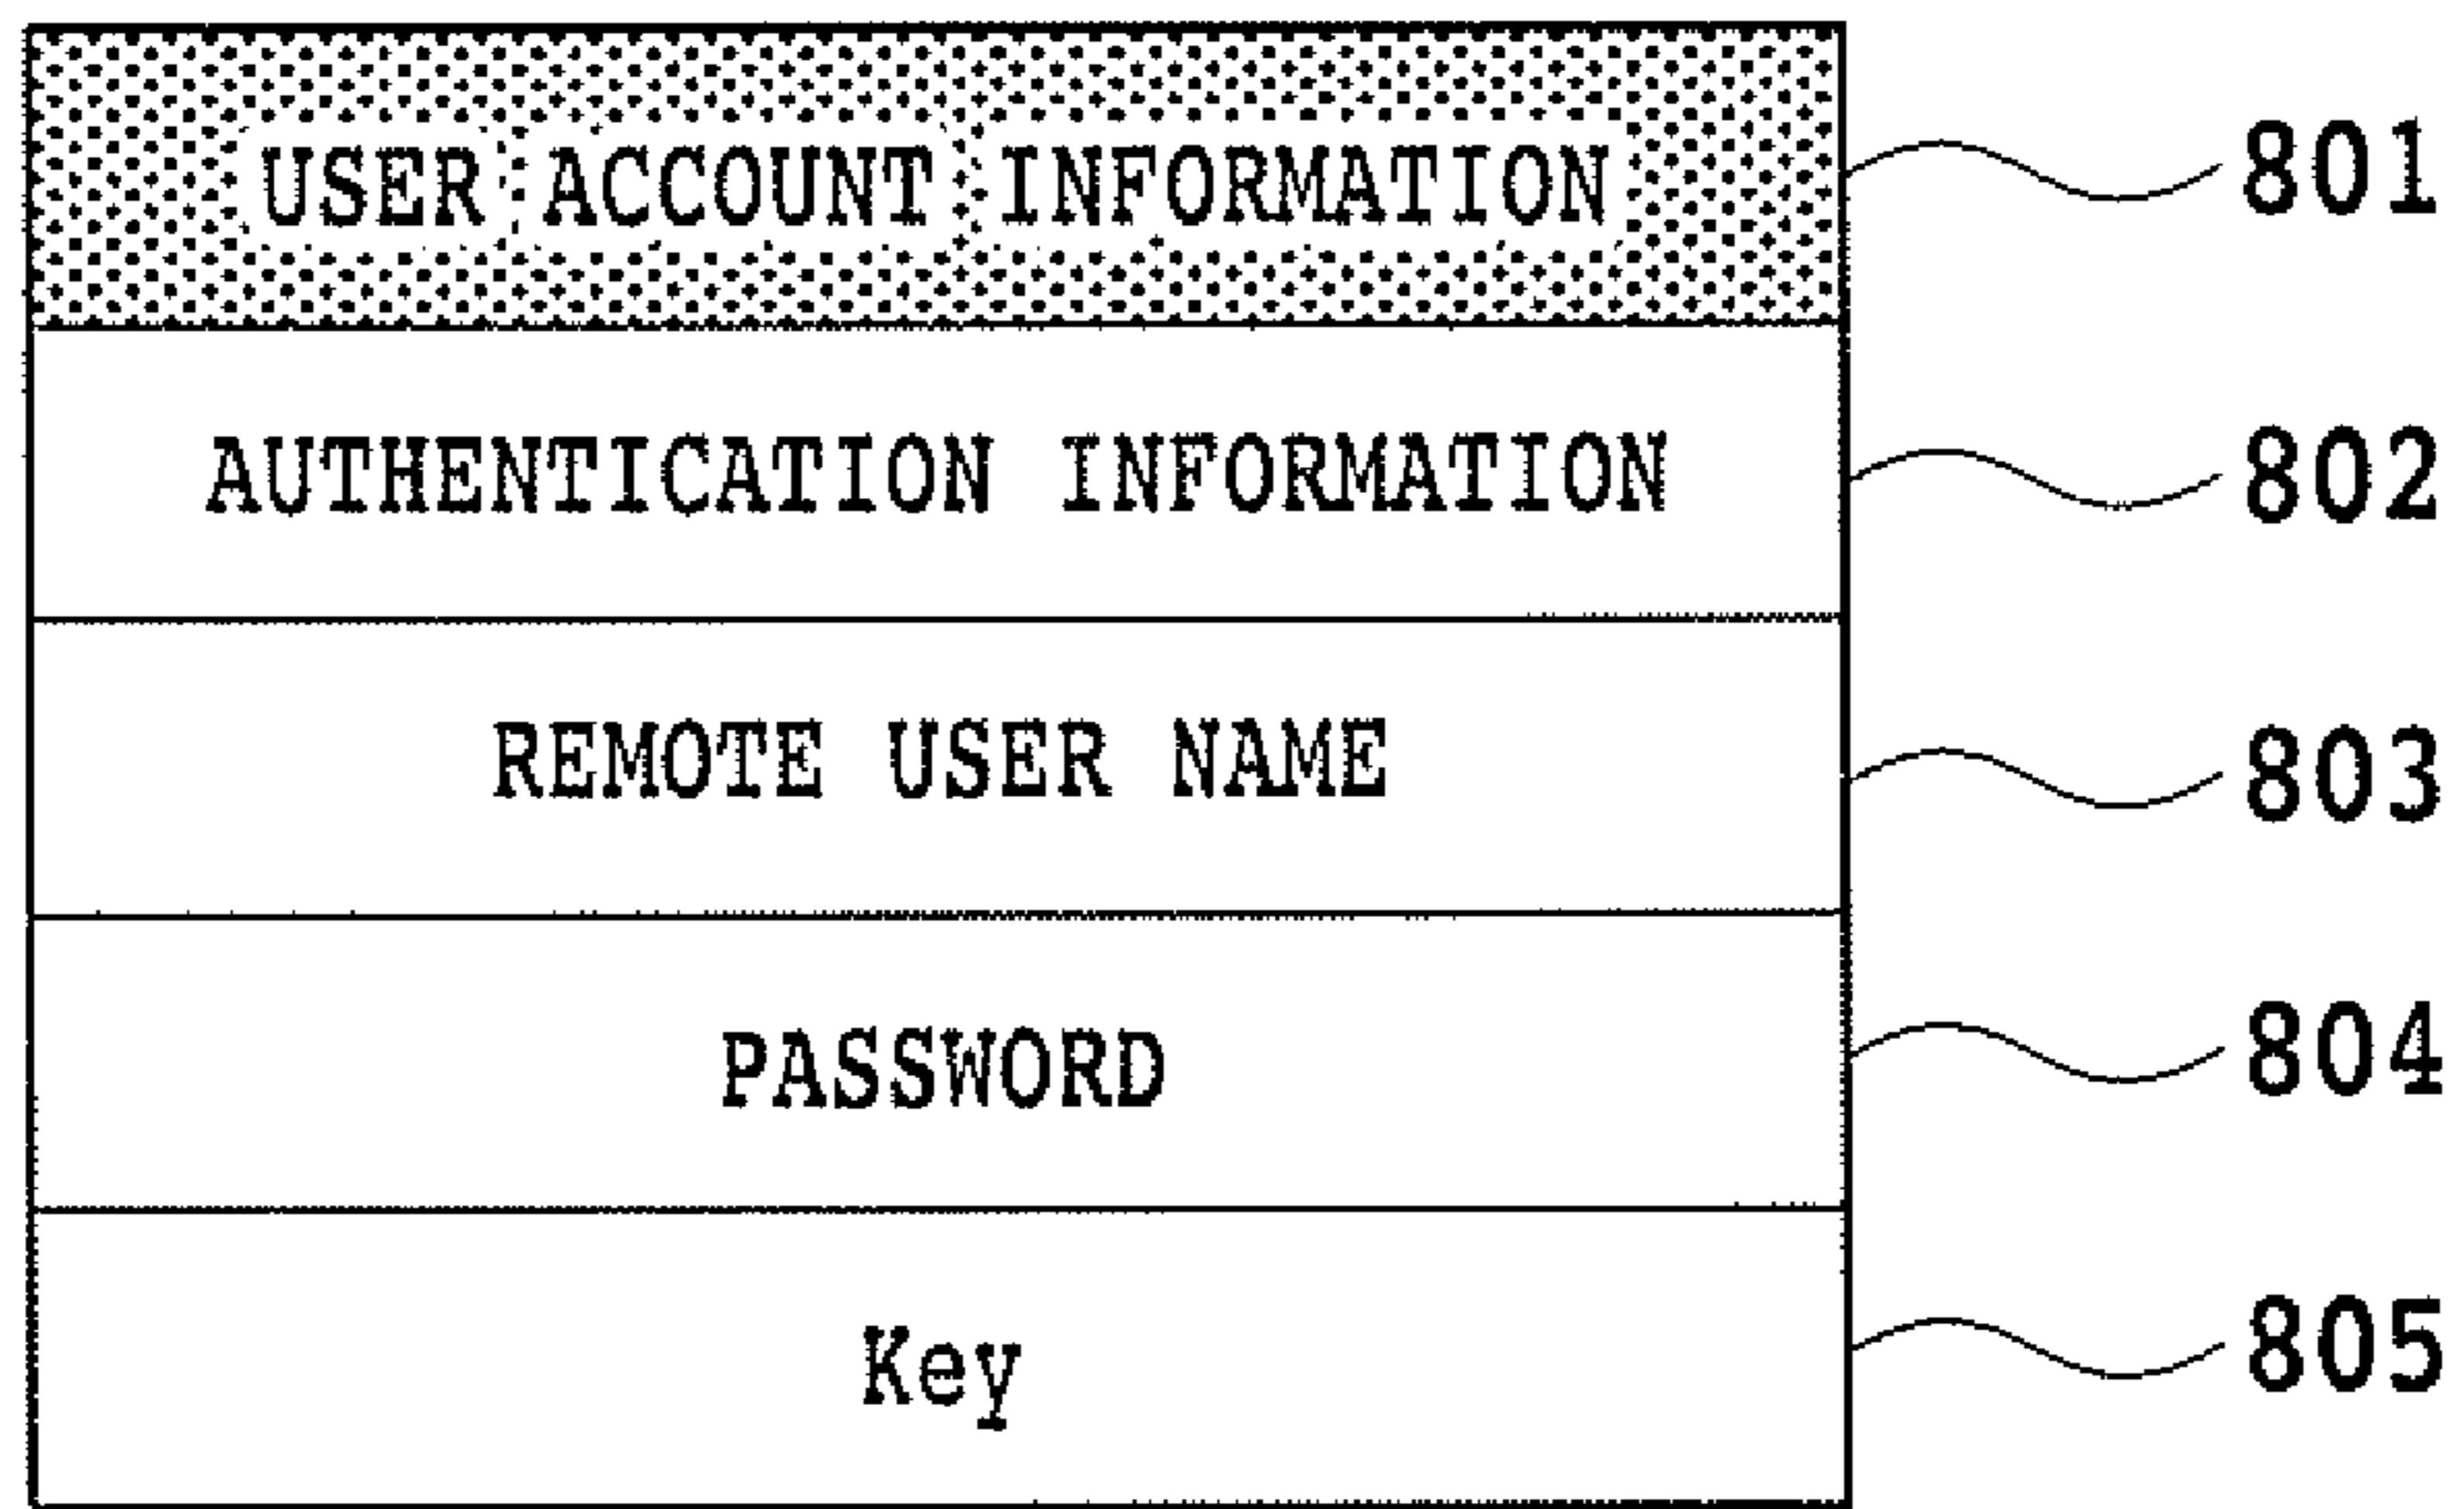 USER ACCOUNT INFORMATION 801
AUTHENTICATION INFORMATION 802
REMOTE USER NAME 803
PASSWORD 804
Key 805